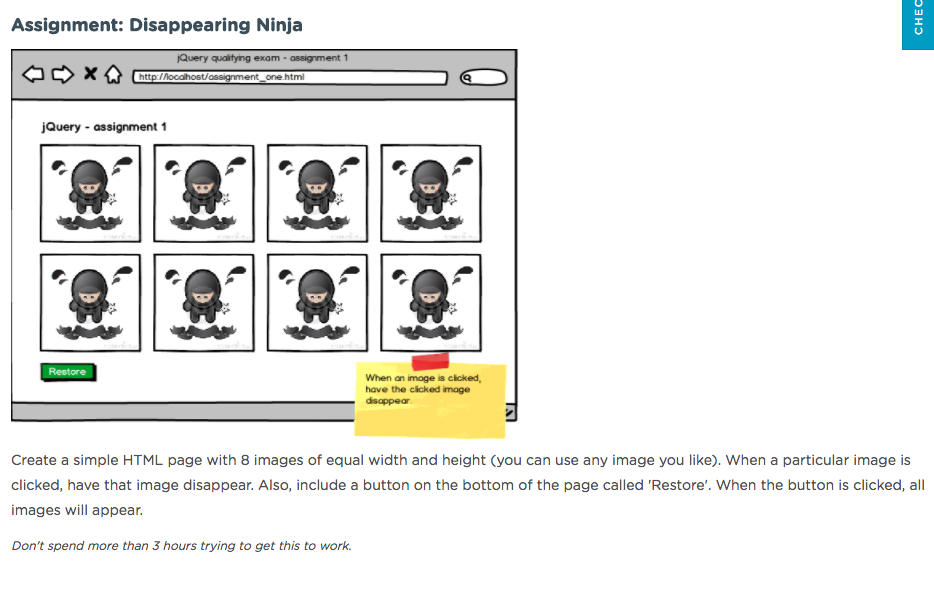 CHEC
Assignment: Disappearing Ninja
jQuery qualifying exam - assignment 1
http://localhost/assignment_one.html
jQuery - assignment 1
Restore
When an image is clicked,
have the clicked image
disappear.
Create a simple HTML page with 8 images of equal width and height (you can use any image you like). When a particular image is
clicked, have that image disappear. Also, include a button on the bottom of the page called 'Restore'. When the button is clicked, all
images will appear.
Don't spend more than 3 hours trying to get this to work.